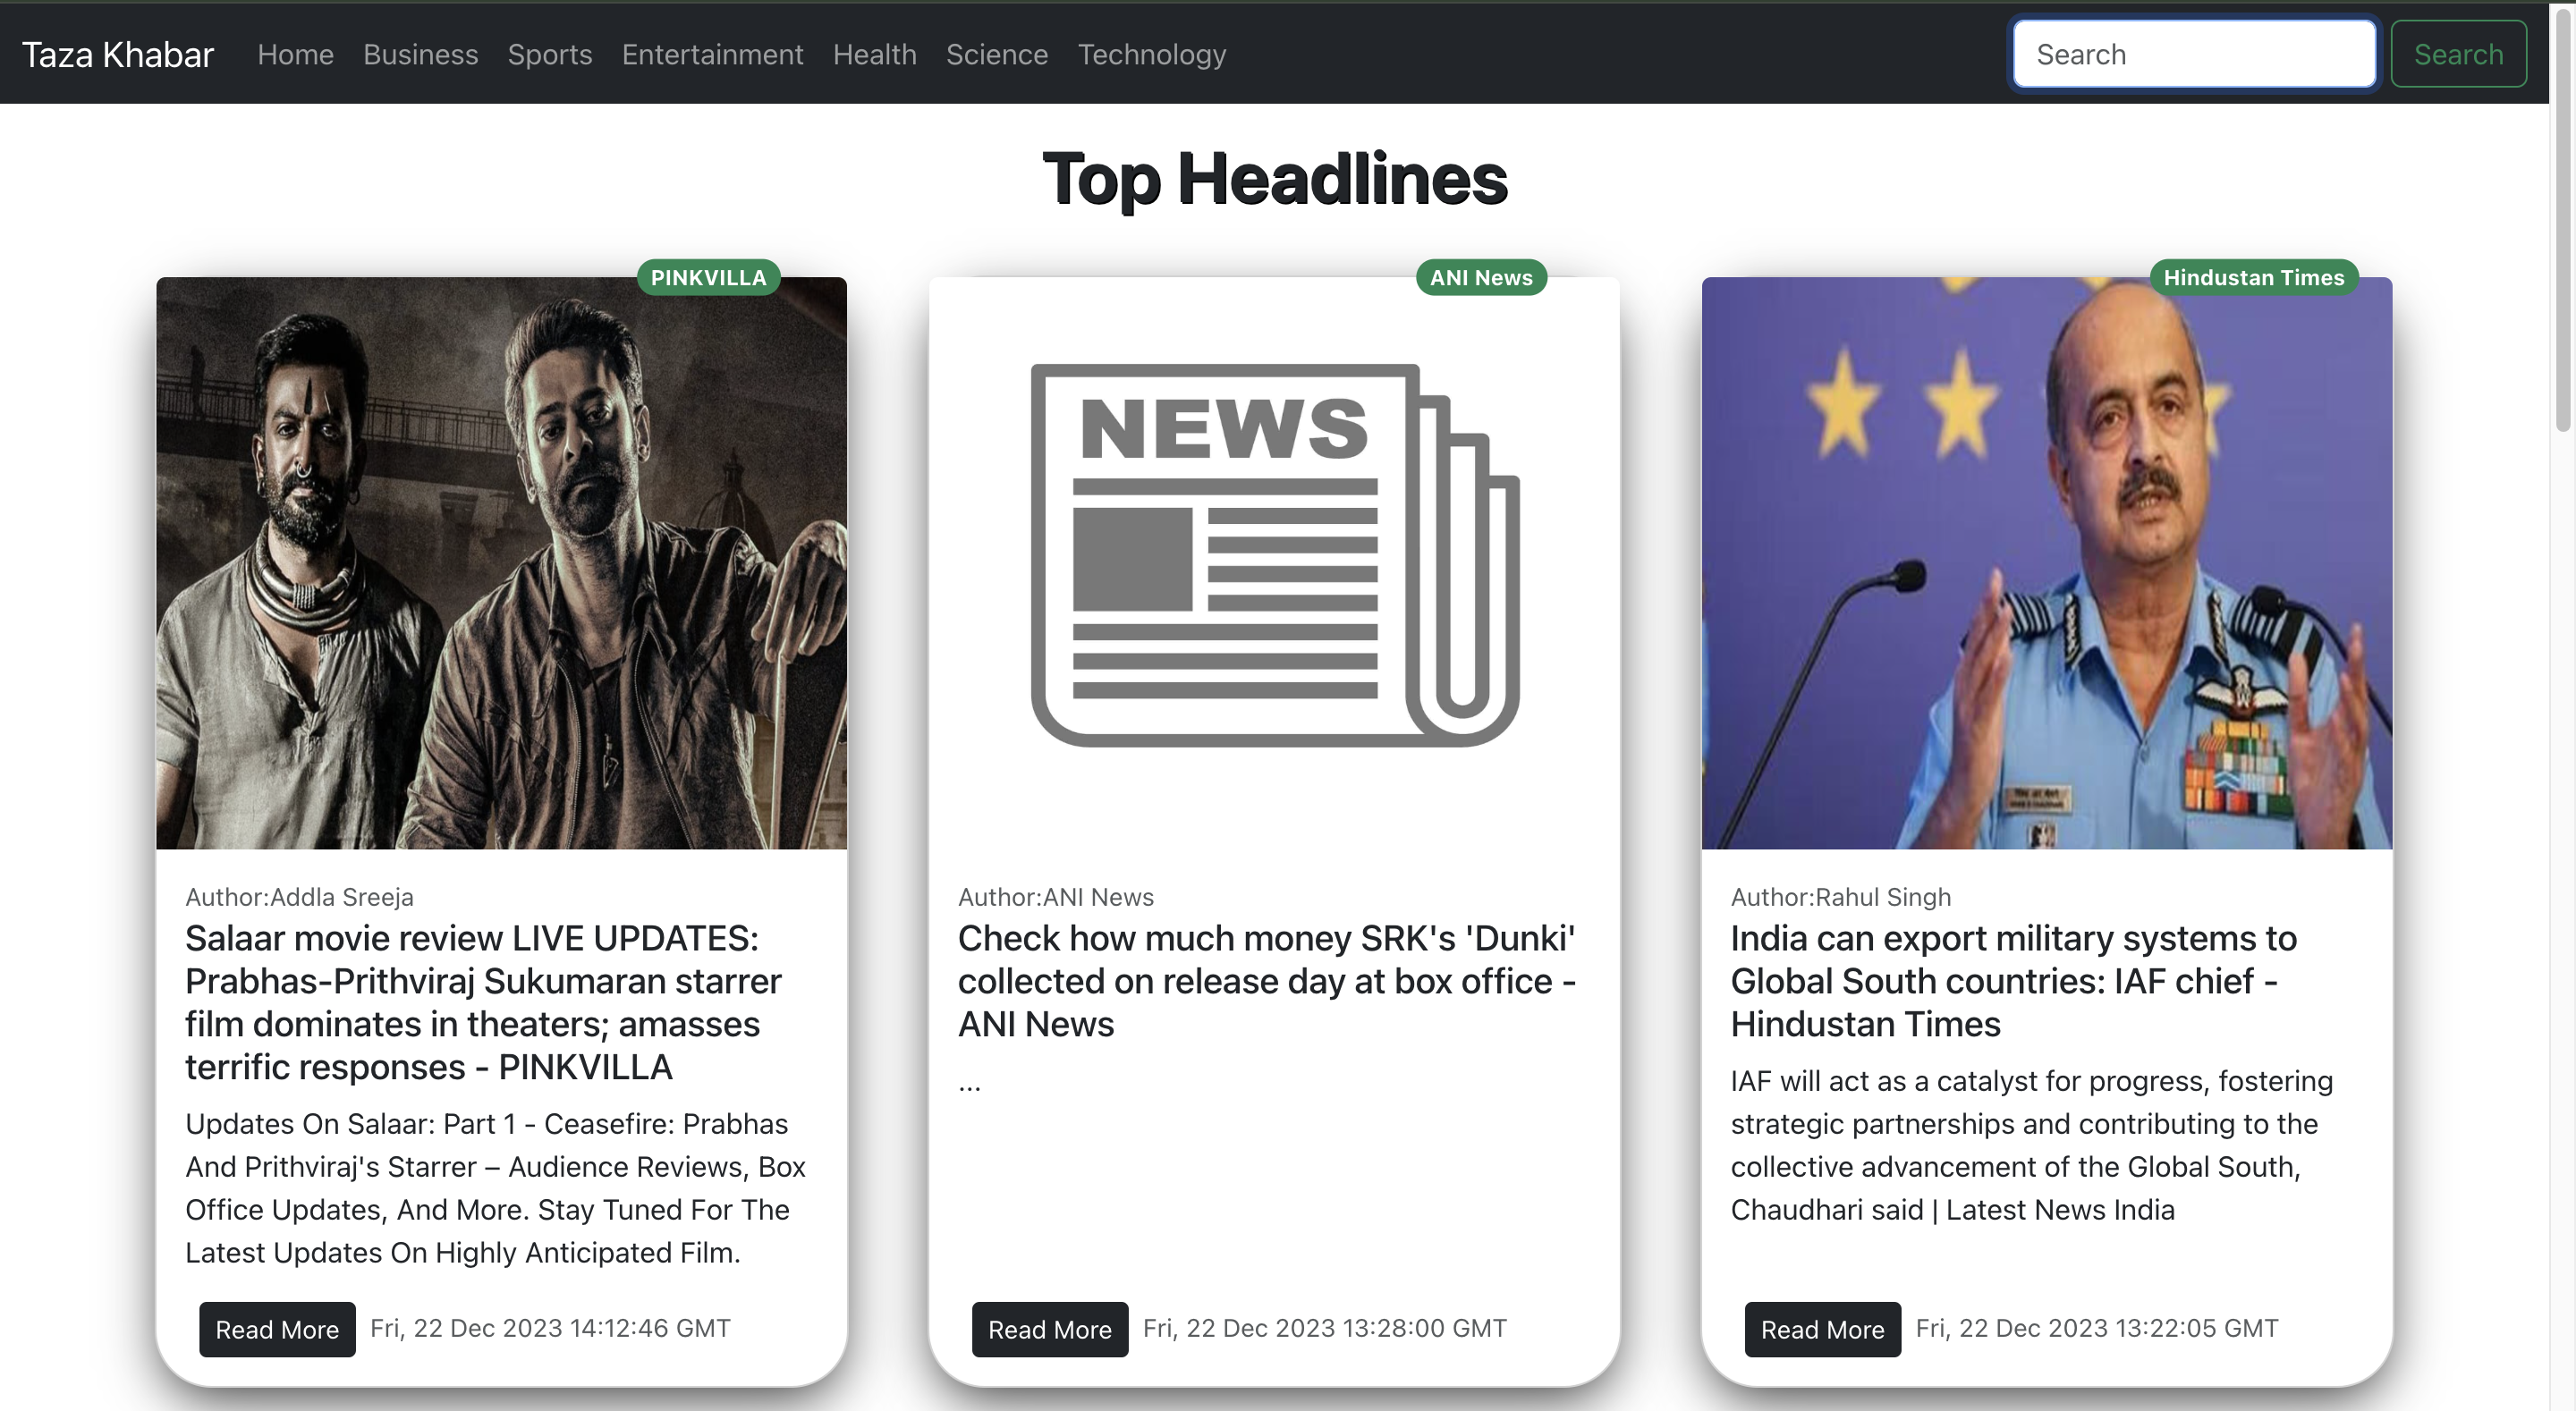 Taza Khabar Home Business Sports Entertainment Health Science Technology Search Search
Top Headlines
PINKVILLA
Author:Addla Sreeja
Salaar movie review LIVE UPDATES:
Prabhas-Prithviraj Sukumaran starrer
film dominates in theaters; amasses
terrific responses - PINKVILLA
Updates On Salaar: Part 1 - Ceasefire: Prabhas
And Prithviraj's Starrer – Audience Reviews, Box
Office Updates, And More. Stay Tuned For The
Latest Updates On Highly Anticipated Film.
Read More Fri, 22 Dec 2023 14:12:46 GMT
ANI News
NEWS
Author:ANI News
Check how much money SRK's 'Dunki'
collected on release day at box office -
ANI News
...
Read More Fri, 22 Dec 2023 13:28:00 GMT
Hindustan Times
Author:Rahul Singh
India can export military systems to
Global South countries: IAF chief -
Hindustan Times
IAF will act as a catalyst for progress, fostering
strategic partnerships and contributing to the
collective advancement of the Global South,
Chaudhari said | Latest News India
Read More Fri, 22 Dec 2023 13:22:05 GMT